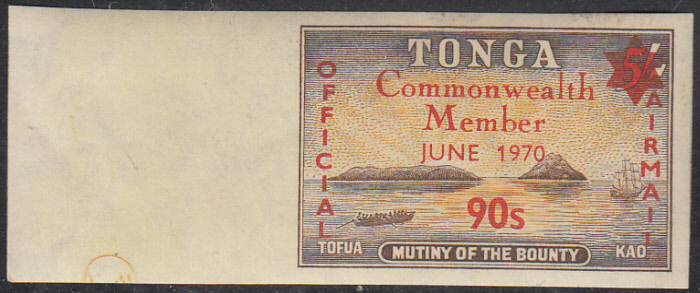 TONGA
5/-
OFFICIAL
AIRMAIL
Commonwealth
Member
JUNE 1970
90s
TOFUA
MUTINY OF THE BOUNTY
KAO